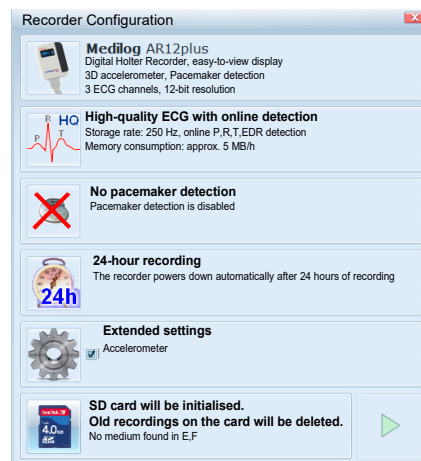 Recorder Configuration
Medilog AR12plus
Digital Holter Recorder, easy-to-view display
3D accelerometer, Pacemaker detection
3 ECG channels, 12-bit resolution
R HQ
P T
High-quality ECG with online detection
Storage rate: 250 Hz, online P,R,T,EDR detection
Memory consumption: approx. 5 MB/h
No pacemaker detection
Pacemaker detection is disabled
24-hour recording
The recorder powers down automatically after 24 hours of recording
24h
Extended settings
Accelerometer
SanDisk
4.0GB
SD card will be initialised.
Old recordings on the card will be deleted.
No medium found in E,F